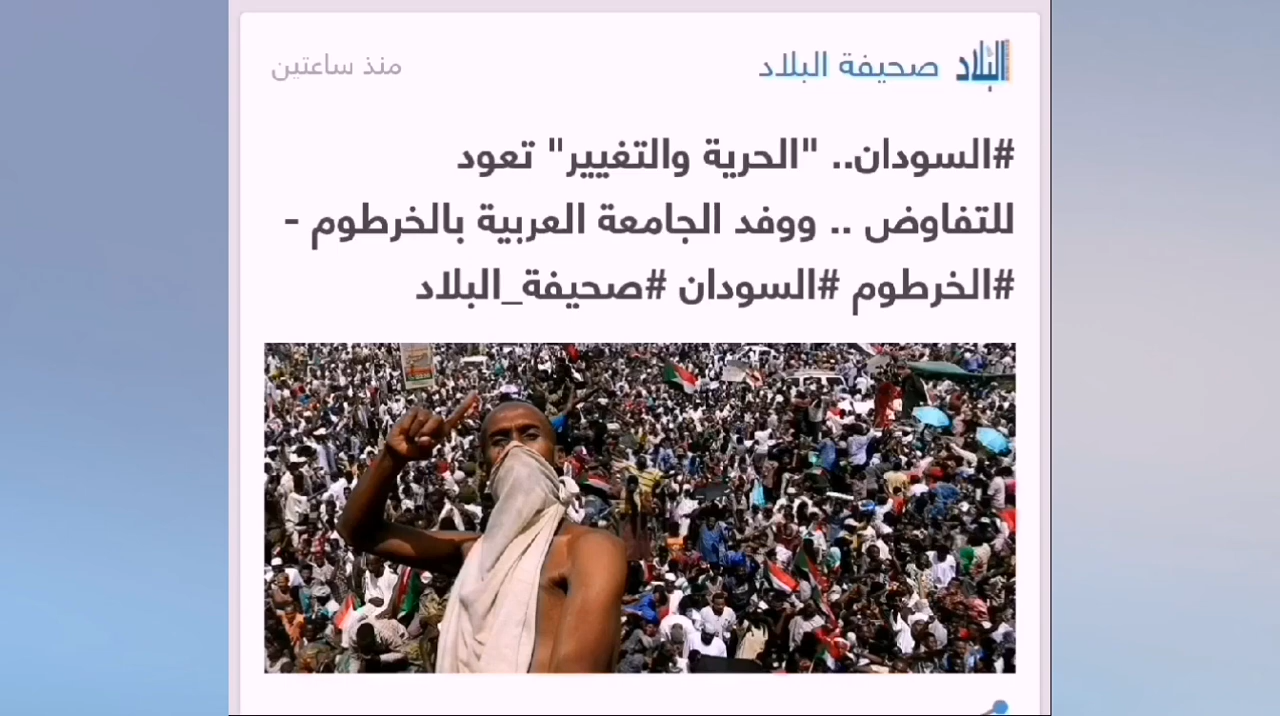 البلاد صحيفة البلاد
منذ ساعتين
#السودان.. "الحرية والتغيير" تعود
للتفاوض .. ووفد الجامعة العربية بالخرطوم -
#الخرطوم #السودان #صحيفة_البلاد